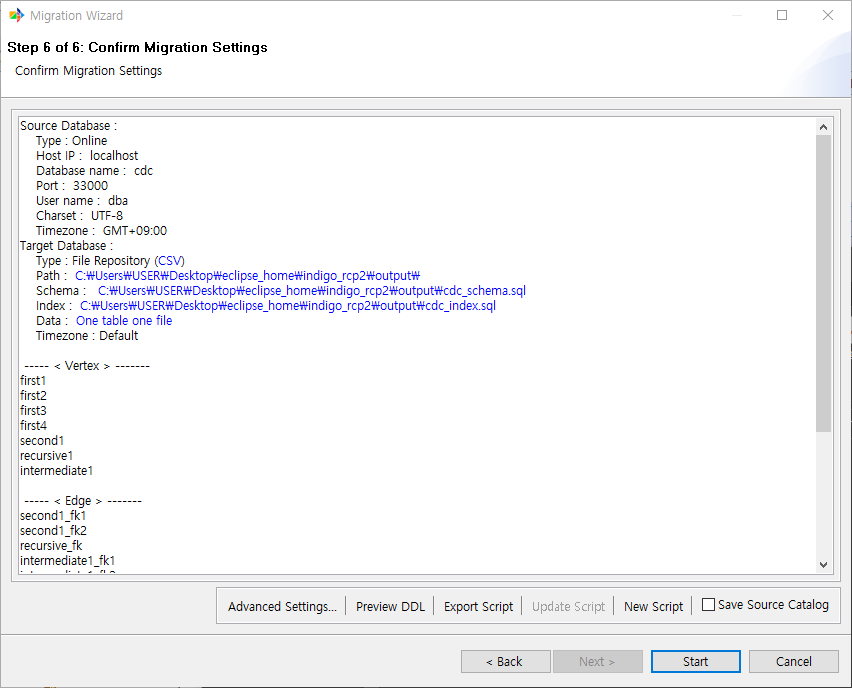 Migration Wizard
Step 6 of 6: Confirm Migration Settings
Confirm Migration Settings
Source Database :
Type : Online
Host IP : localhost
Database name : cdc
Port : 33000
User name : dba
Charset : UTF-8
Timezone : GMT+09:00
Target Database :
Type : File Repository (CSV)
Path : C:₩Users₩USER₩Desktop₩eclipse_home₩indigo_rcp2₩output₩
Schema : C:₩Users₩USER₩Desktop₩eclipse_home₩indigo_rcp2₩output₩cdc_schema.sql
Index : C:₩Users₩USER₩Desktop₩eclipse_home₩indigo_rcp2₩output₩cdc_index.sql
Data : One table one file
Timezone : Default
----- < Vertex > -------
first1
first2
first3
first4
second1
recursive1
intermediate1
----- < Edge > -------
second1_fk1
second1_fk2
recursive_fk
intermediate1_fk1
Advanced Settings... Preview DDL Export Script Update Script New Script Save Source Catalog
< Back Next > Start Cancel